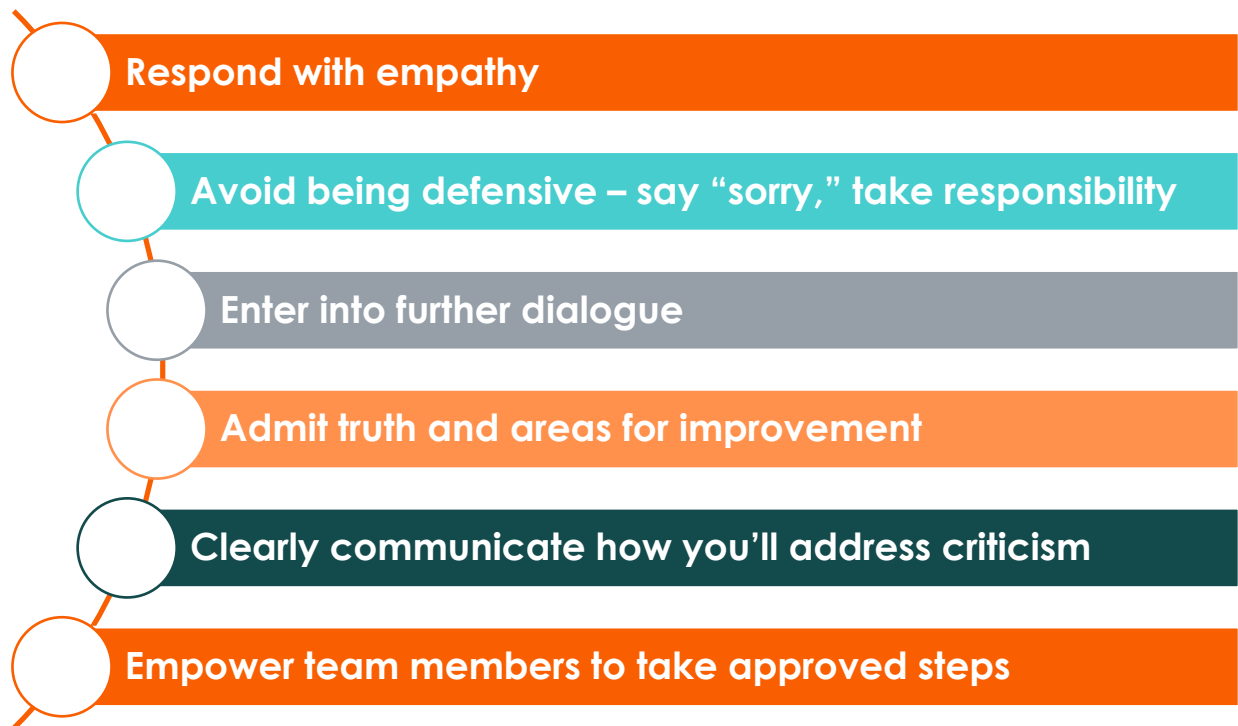 Respond with empathy
Avoid being defensive – say “sorry,” take responsibility
Enter into further dialogue
Admit truth and areas for improvement
Clearly communicate how you’ll address criticism
Empower team members to take approved steps